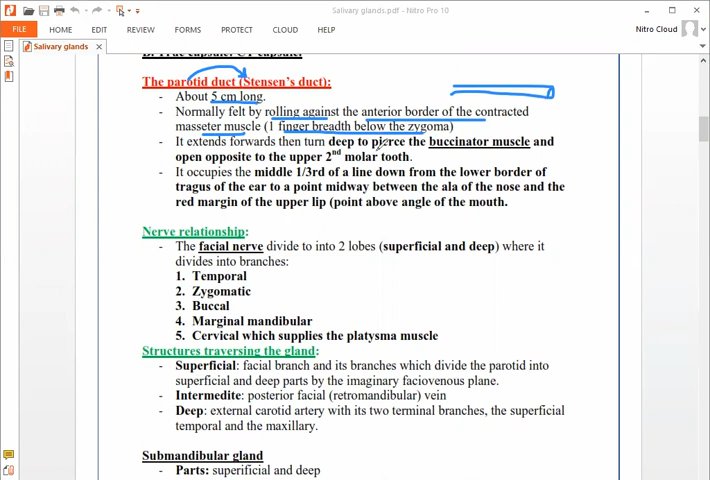 Salivary glands.pdf - Nitro Pro 10
FILE HOME EDIT REVIEW FORMS PROTECT CLOUD HELP Nitro Cloud
Salivary glands ×
B. True capsule: CT capsule.
The parotid duct (Stensen's duct):
- About 5 cm long.
- Normally felt by rolling against the anterior border of the contracted
masseter muscle (1 finger breadth below the zygoma)
- It extends forwards then turn deep to pierce the buccinator muscle and
open opposite to the upper 2nd molar tooth.
- It occupies the middle 1/3rd of a line down from the lower border of
tragus of the ear to a point midway between the ala of the nose and the
red margin of the upper lip (point above angle of the mouth.
Nerve relationship:
- The facial nerve divide to into 2 lobes (superficial and deep) where it
divides into branches:
1. Temporal
2. Zygomatic
3. Buccal
4. Marginal mandibular
5. Cervical which supplies the platysma muscle
Structures traversing the gland:
- Superficial: facial branch and its branches which divide the parotid into
superficial and deep parts by the imaginary faciovenous plane.
- Intermedite: posterior facial (retromandibular) vein
- Deep: external carotid artery with its two terminal branches, the superficial
temporal and the maxillary.
Submandibular gland
- Parts: superificial and deep